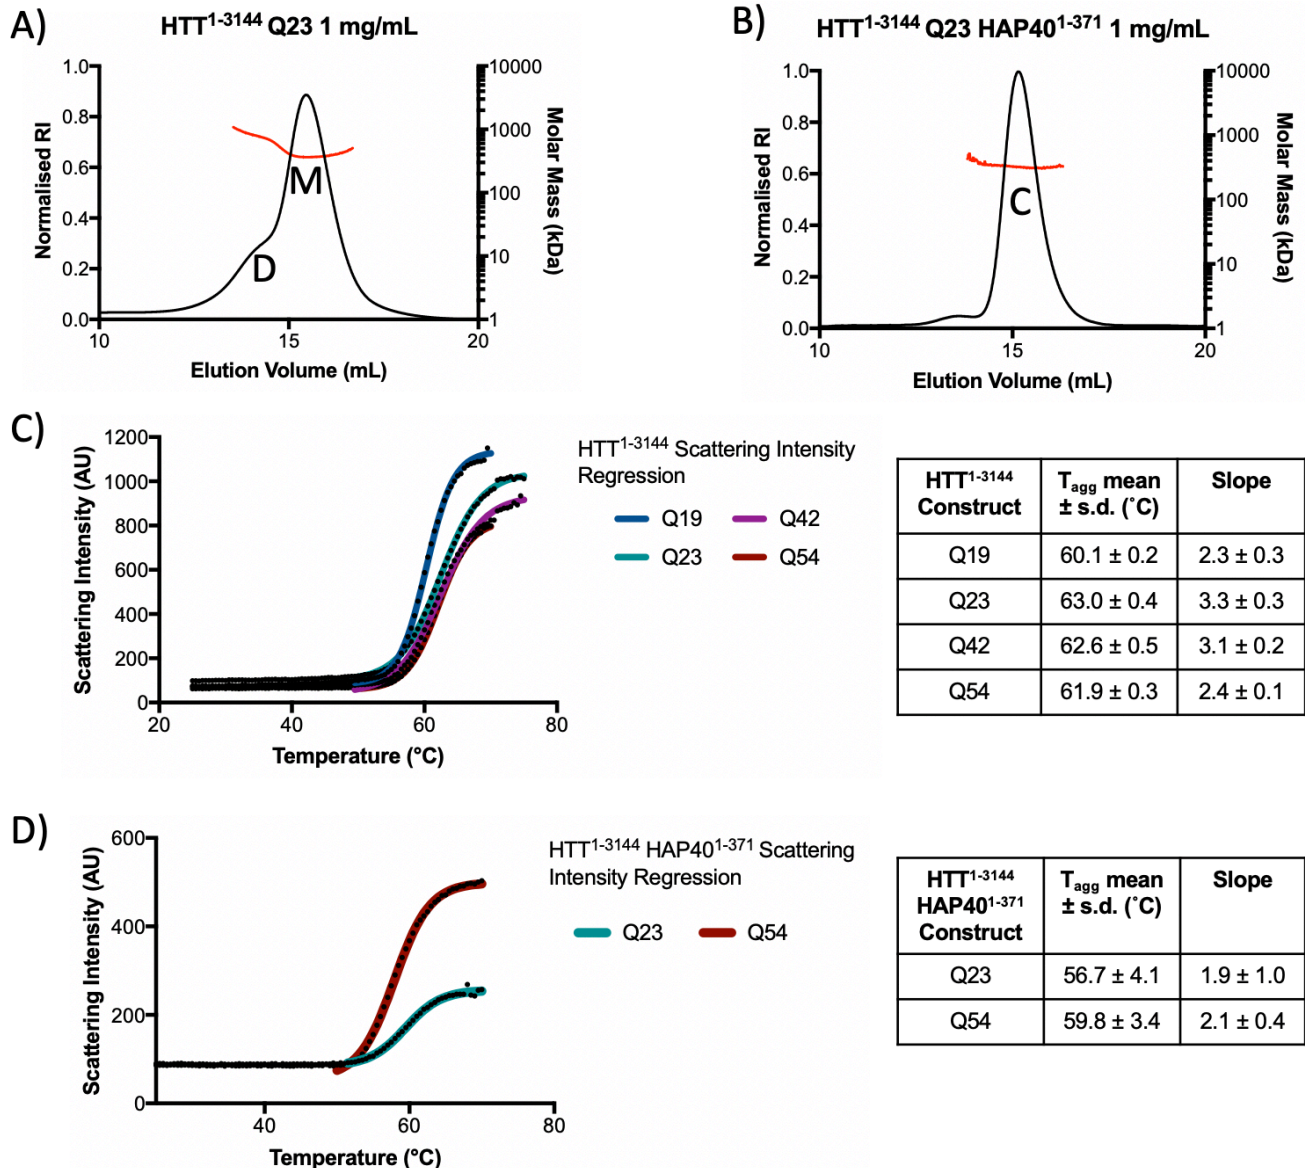 A)
HTT1-3144 Q23 1 mg/mL
1.0
0.8
0.6
0.4
0.2
0.0
Normalised RI
10000
1000
100
10
1
Molar Mass (kDa)
D
M
10 15 20
Elution Volume (mL)
B)
HTT1-3144 Q23 HAP401-371 1 mg/mL
1.0
0.8
0.6
0.4
0.2
0.0
Normalised RI
10000
1000
100
10
1
Molar Mass (kDa)
C
10 15 20
Elution Volume (mL)
C)
1200
1000
800
600
400
200
0
Scattering Intensity (AU)
20 40 60 80
Temperature (°C)
HTT1-3144 Scattering Intensity
Regression
Q19 Q42
Q23 Q54
HTT1-3144
Construct
Tagg mean
± s.d. (˚C)
Slope
Q19 60.1 ± 0.2 2.3 ± 0.3
Q23 63.0 ± 0.4 3.3 ± 0.3
Q42 62.6 ± 0.5 3.1 ± 0.2
Q54 61.9 ± 0.3 2.4 ± 0.1
D)
600
400
200
0
Scattering Intensity (AU)
40 60 80
Temperature (°C)
HTT1-3144 HAP401-371 Scattering
Intensity Regression
Q23 Q54
HTT1-3144
HAP401-371
Construct
Tagg mean
± s.d. (˚C)
Slope
Q23 56.7 ± 4.1 1.9 ± 1.0
Q54 59.8 ± 3.4 2.1 ± 0.4